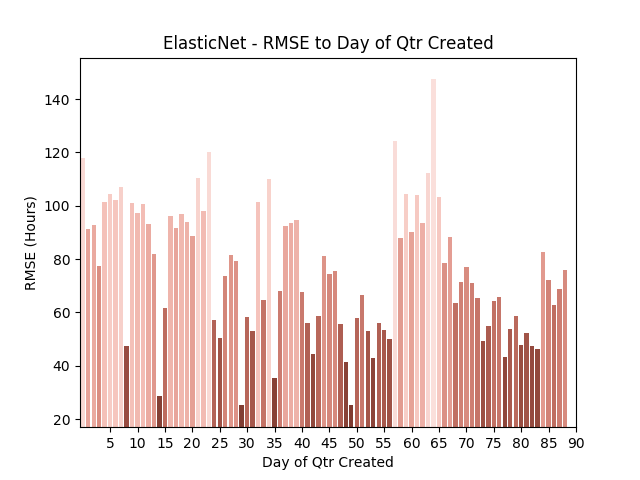 ElasticNet - RMSE to Day of Qtr Created
RMSE (Hours)
140
120
100
80
60
40
20
5 10 15 20 25 30 35 40 45 50 55 60 65 70 75 80 85 90
Day of Qtr Created